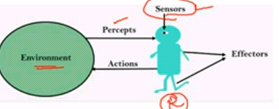 Sensors
Percepts
Environment
Effectors
Actions
R